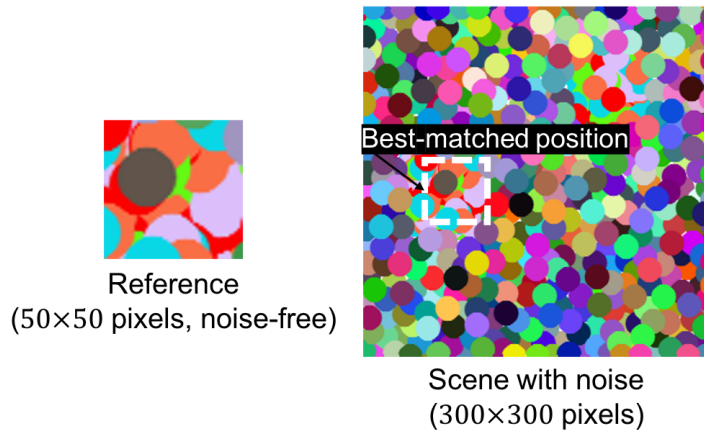 Best-matched position
Reference
(50×50 pixels, noise-free)
Scene with noise
(300×300 pixels)